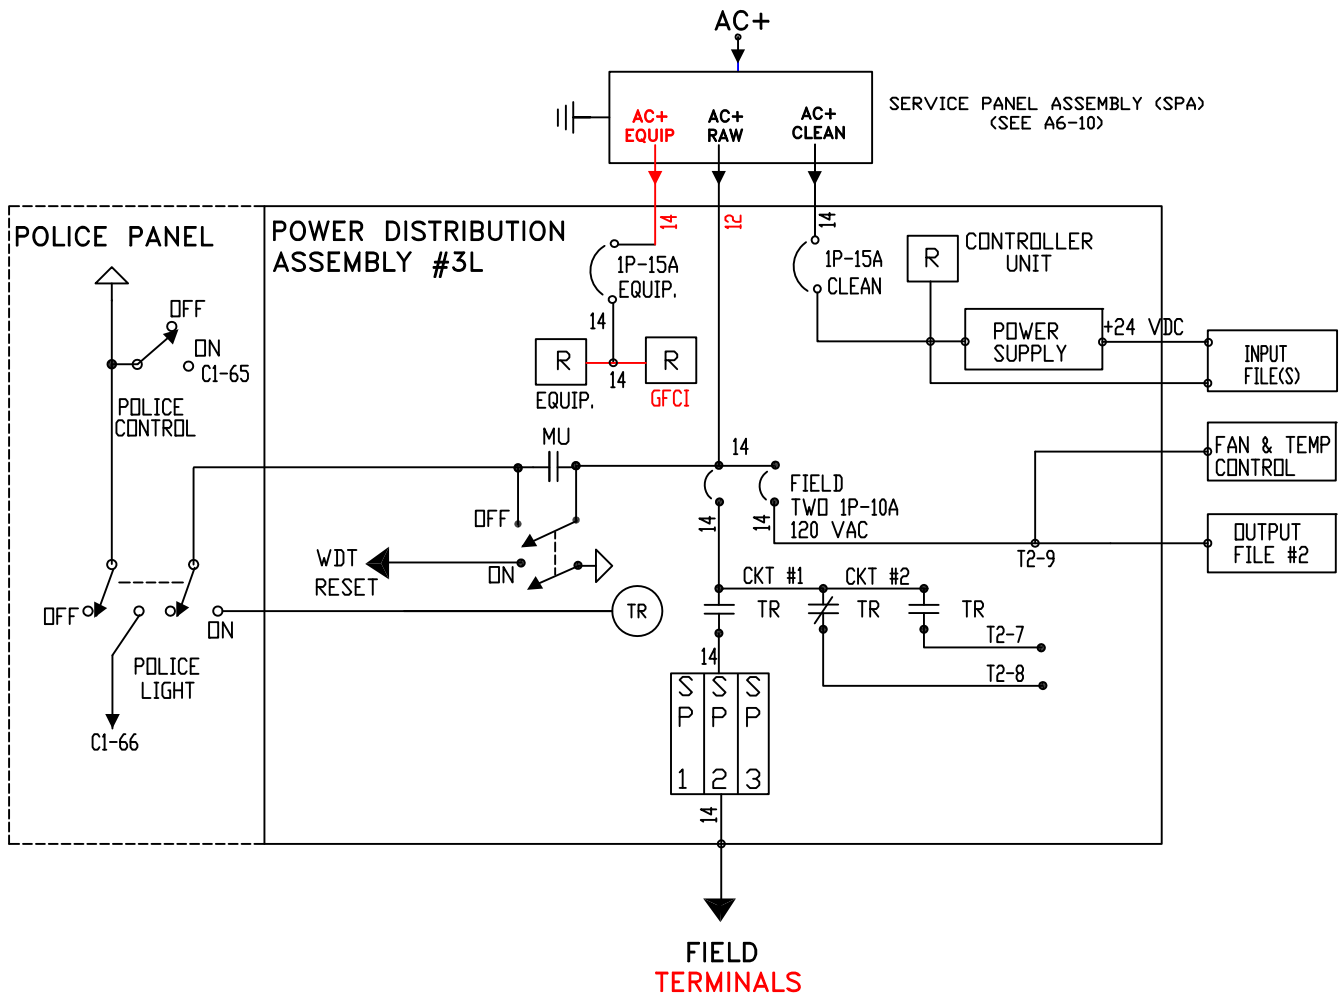 AC+
SERVICE PANEL ASSEMBLY (SPA)
(SEE A6-10)
AC+
EQUIP
AC+
RAW
AC+
CLEAN
POLICE PANEL
POWER DISTRIBUTION
ASSEMBLY #3L
14
12
14
1P-15A
EQUIP.
1P-15A
CLEAN
R
CONTROLLER
UNIT
OFF
ON
C1-65
POLICE
CONTROL
14
R
R
14
EQUIP.
GFCI
POWER
SUPPLY
+24 VDC
INPUT
FILE(S)
MU
14
FIELD
TWO 1P-10A
120 VAC
FAN & TEMP
CONTROL
OFF
14
14
WDT
RESET
ON
T2-9
OUTPUT
FILE #2
CKT #1
CKT #2
OFF
ON
TR
TR
TR
TR
T2-7
T2-8
POLICE
LIGHT
C1-66
14
SP1
SP2
SP3
14
FIELD
TERMINALS